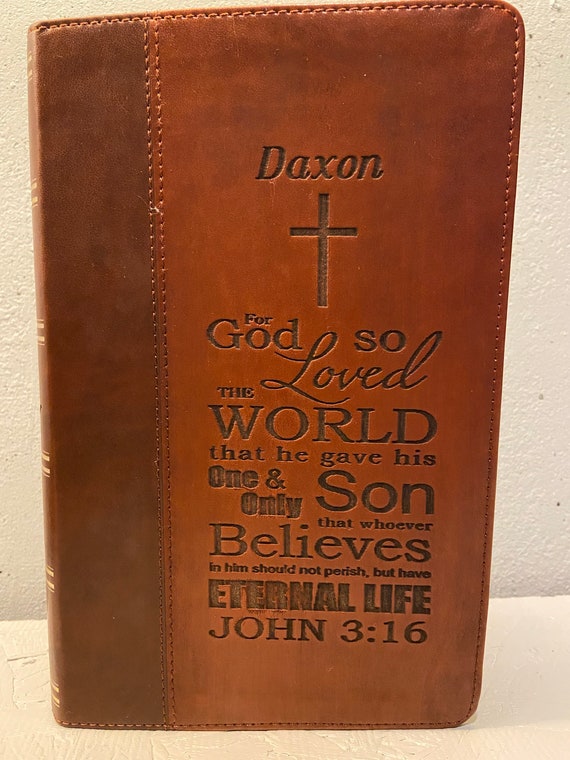 Daxon
For
God so
Loved
THE
WORLD
that he gave his
One &
Only Son
that whoever
Believes
in him should not perish, but have
ETERNAL LIFE
JOHN 3:16